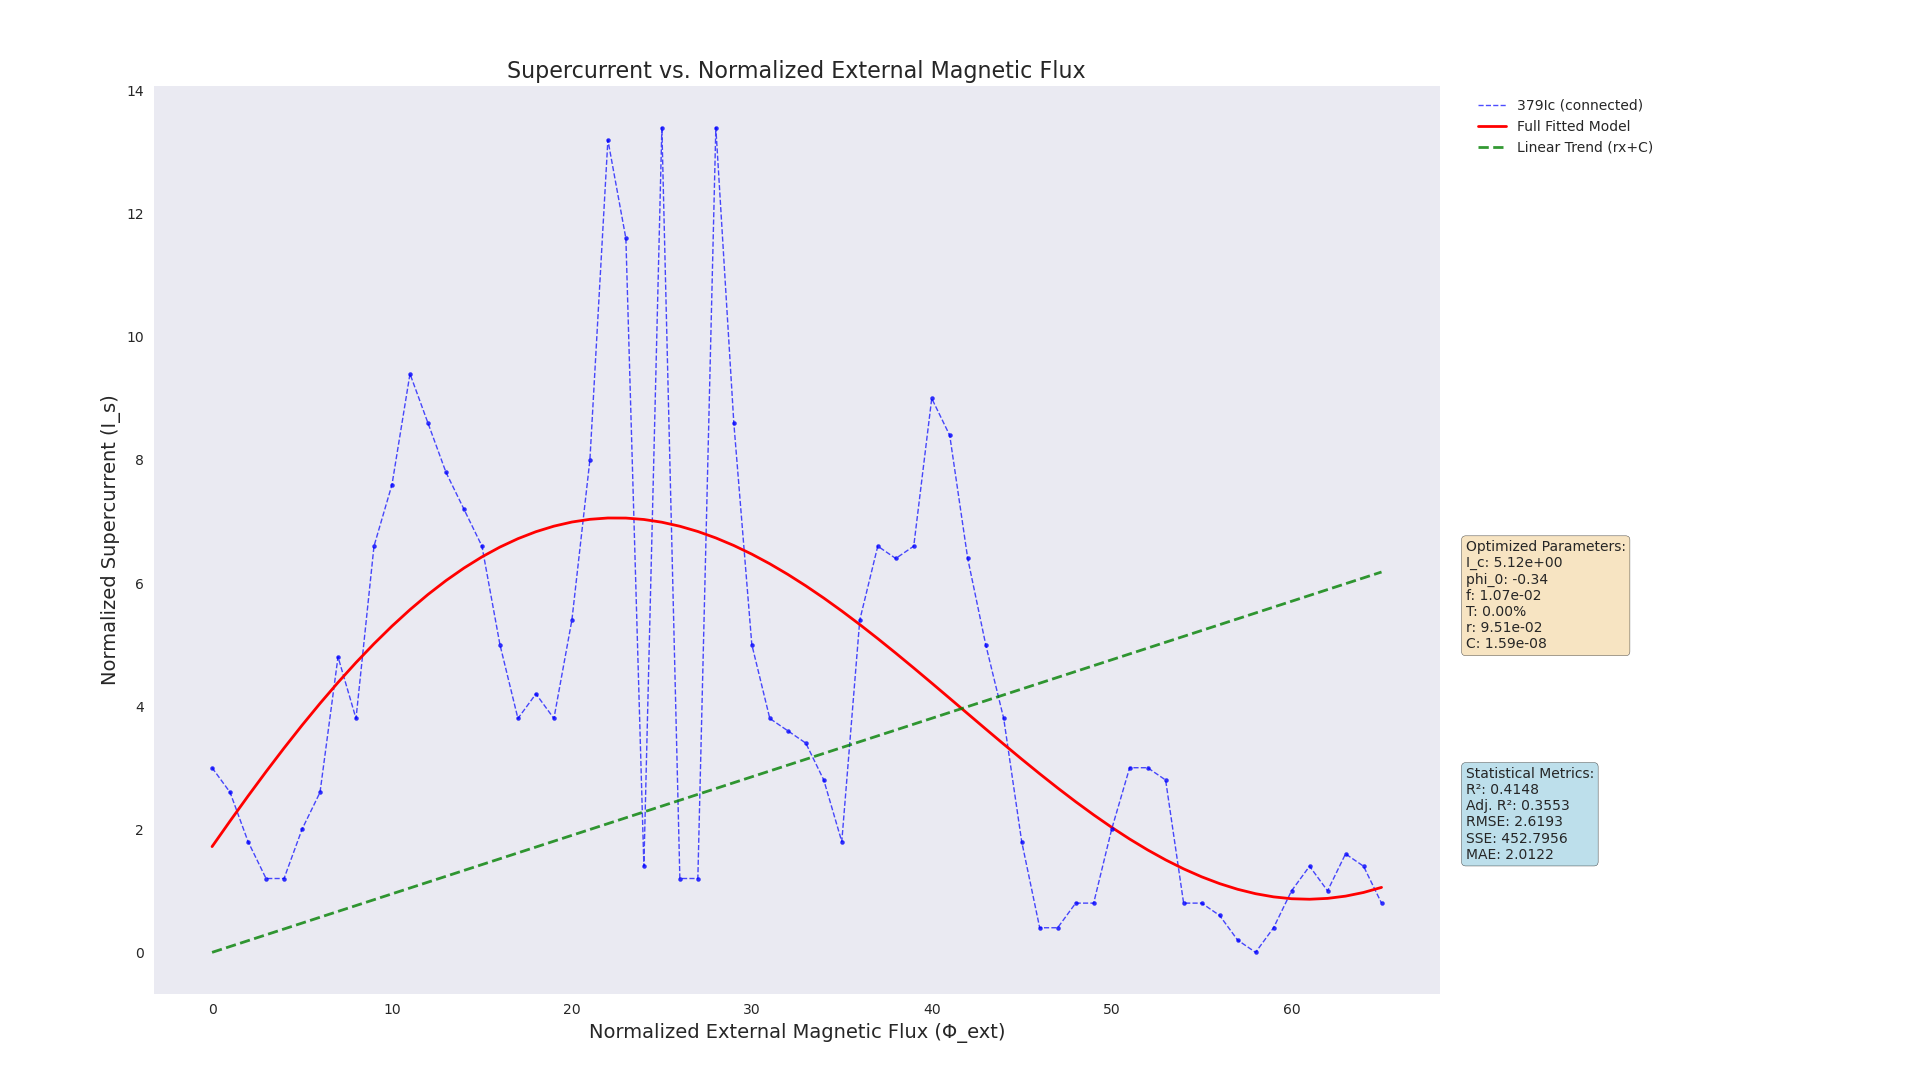 Supercurrent vs. Normalized External Magnetic Flux
14
12
10
8
6
4
2
0
Normalized Supercurrent (I_s)
0 10 20 30 40 50 60
Normalized External Magnetic Flux (Φ_ext)
379Ic (connected)
Full Fitted Model
Linear Trend (rx+C)
Optimized Parameters:
I_c: 5.12e+00
phi_0: -0.34
f: 1.07e-02
T: 0.00%
r: 9.51e-02
C: 1.59e-08
Statistical Metrics:
R²: 0.4148
Adj. R²: 0.3553
RMSE: 2.6193
SSE: 452.7956
MAE: 2.0122